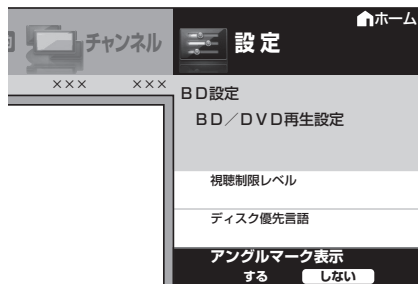 ホーム
チャンネル
設定
××× ×××
BD設定
BD／DVD再生設定
視聴制限レベル
ディスク優先言語
アングルマーク表示
する しない